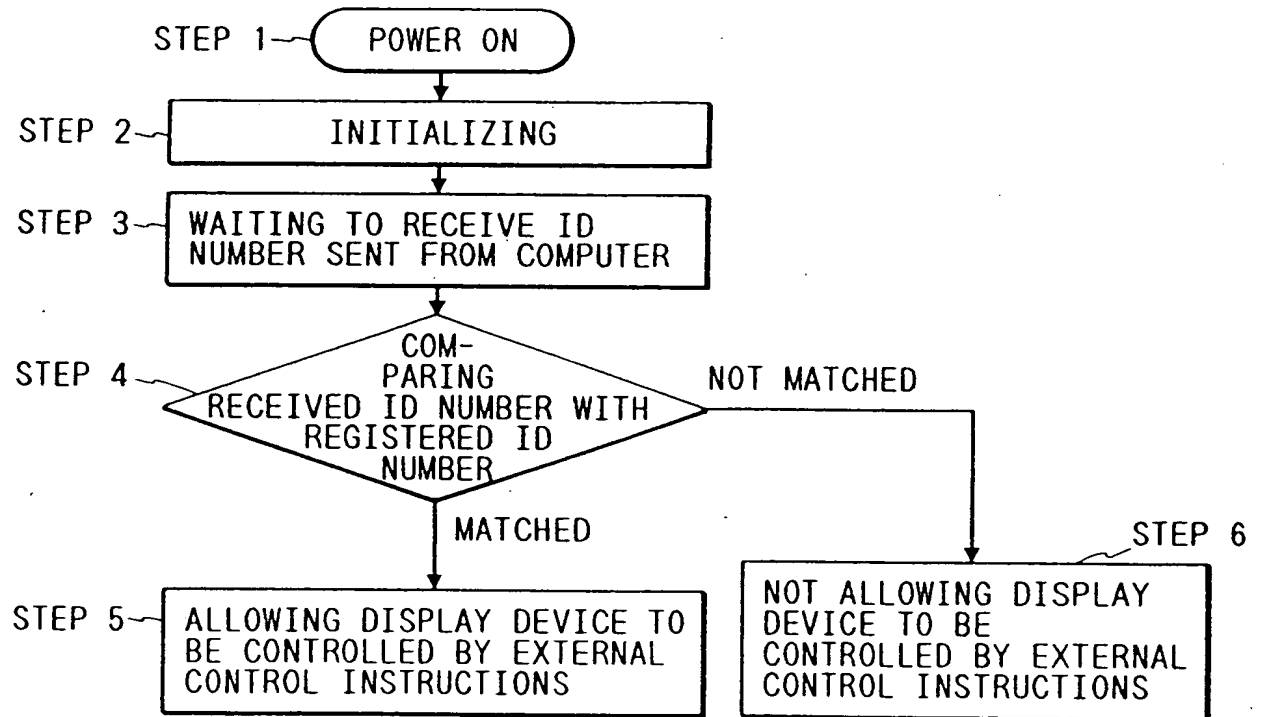 STEP 1
POWER ON
STEP 2
INITIALIZING
STEP 3
WAITING TO RECEIVE ID
NUMBER SENT FROM COMPUTER
STEP 4
COM-
PARING
RECEIVED ID NUMBER WITH
REGISTERED ID
NUMBER
NOT MATCHED
MATCHED
STEP 5
ALLOWING DISPLAY DEVICE TO
BE CONTROLLED BY EXTERNAL
CONTROL INSTRUCTIONS
STEP 6
NOT ALLOWING DISPLAY
DEVICE TO BE
CONTROLLED BY EXTERNAL
CONTROL INSTRUCTIONS